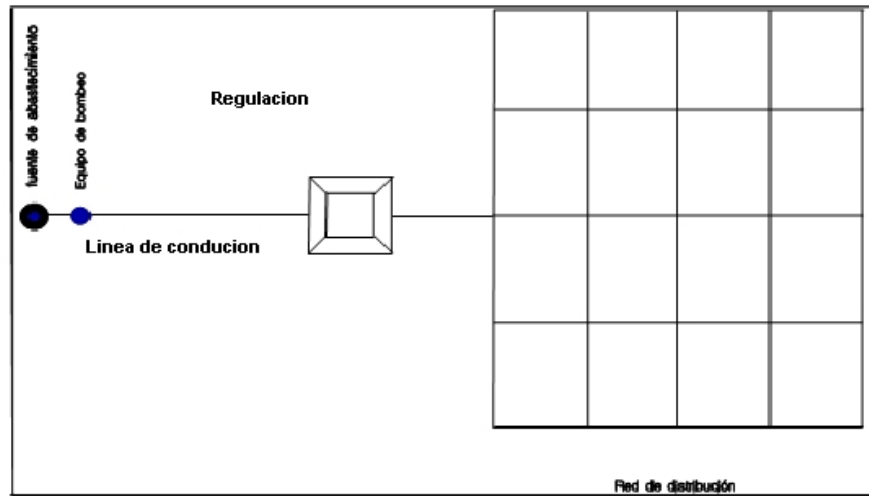 fuente de abastecimiento
Equipo de bombeo
Regulacion
Linea de conducion
Red de distribución